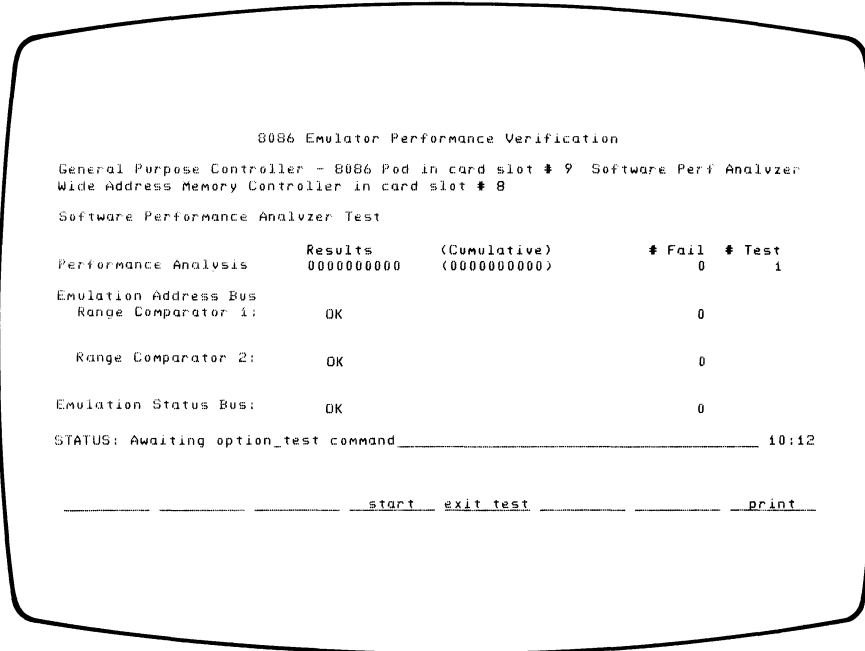 8086 Emulator Performance Verification
General Purpose Controller - 8086 Pod in card slot # 9 Software Perf Analyzer
Wide Address Memory Controller in card slot # 8
Software Performance Analyzer Test
Results (Cumulative) # Fail # Test
Performance Analysis 0000000000 (0000000000) 0 1
Emulation Address Bus
Range Comparator 1: OK 0
Range Comparator 2: OK 0
Emulation Status Bus: OK 0
STATUS: Awaiting option_test command 10:12
start exit test print